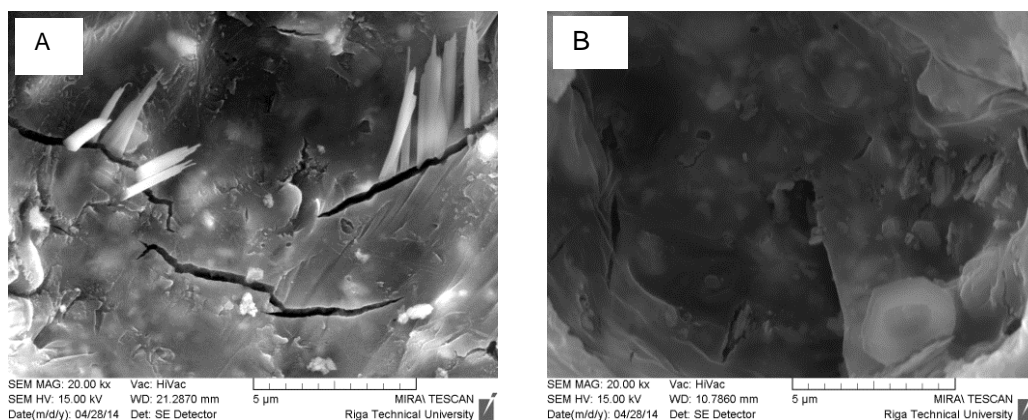 A
SEM MAG: 20.00 kx Vac: HiVac
SEM HV: 15.00 kV WD: 21.2870 mm 5 µm MIRA\ TESCAN
Date(m/d/y): 04/28/14 Det: SE Detector Riga Technical University
B
SEM MAG: 20.00 kx Vac: HiVac
SEM HV: 15.00 kV WD: 10.7860 mm 5 µm MIRA\ TESCAN
Date(m/d/y): 04/28/14 Det: SE Detector Riga Technical University